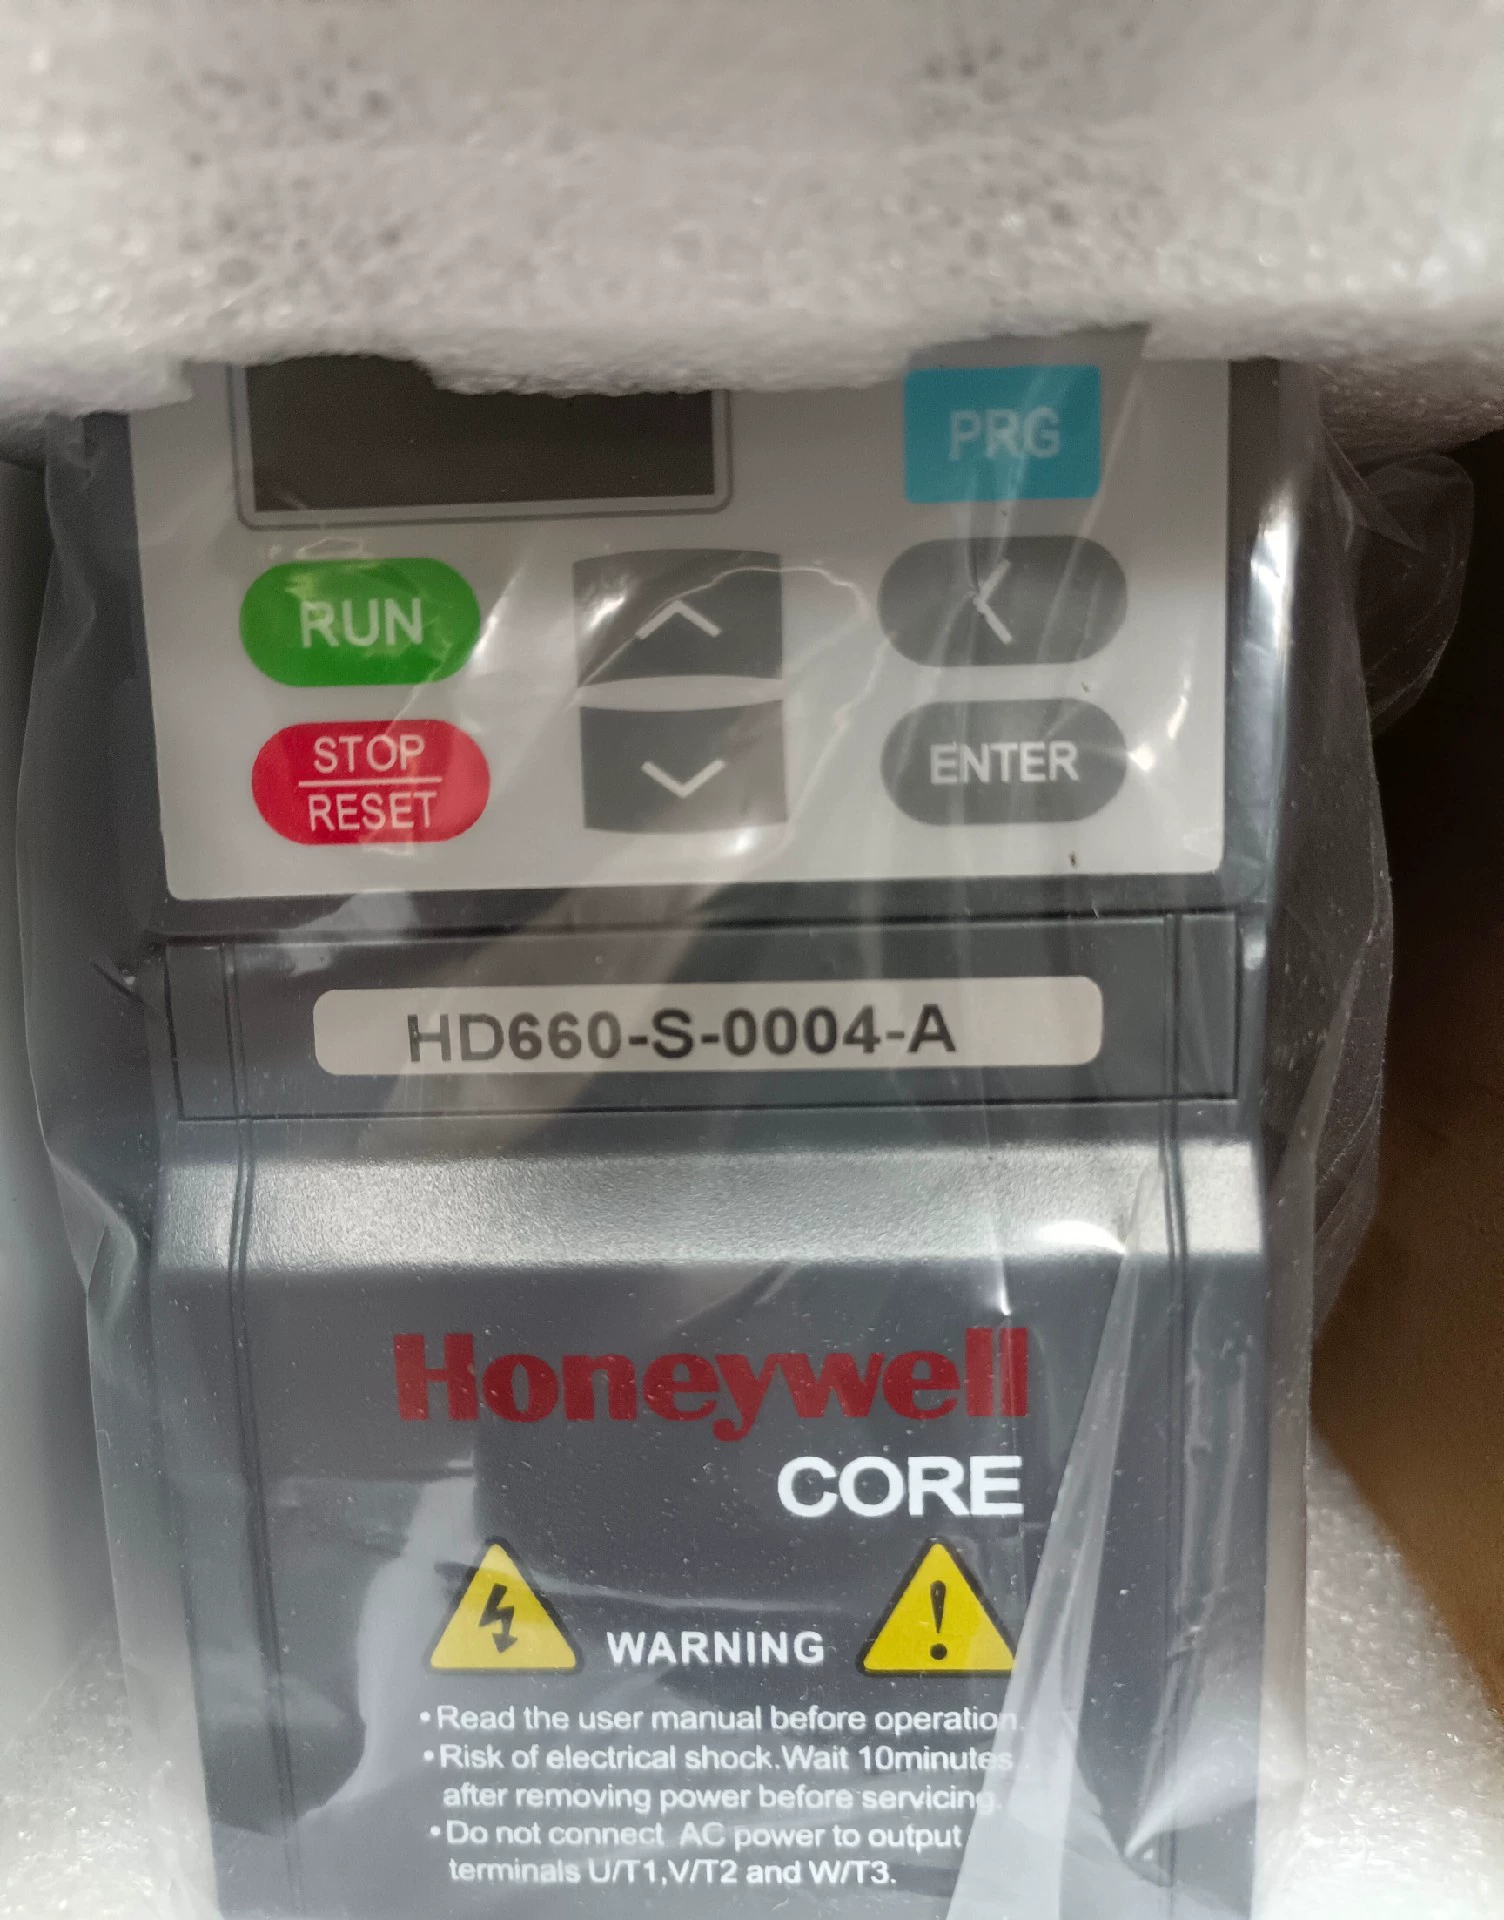 PRG
RUN
STOP
RESET
ENTER
HD660-S-0004-A
Honeywell
CORE
WARNING
•Read the user manual before operation.
•Risk of electrical shock.Wait 10minutes
after removing power before servicing.
•Do not connect AC power to output
terminals U/T1,V/T2 and W/T3.